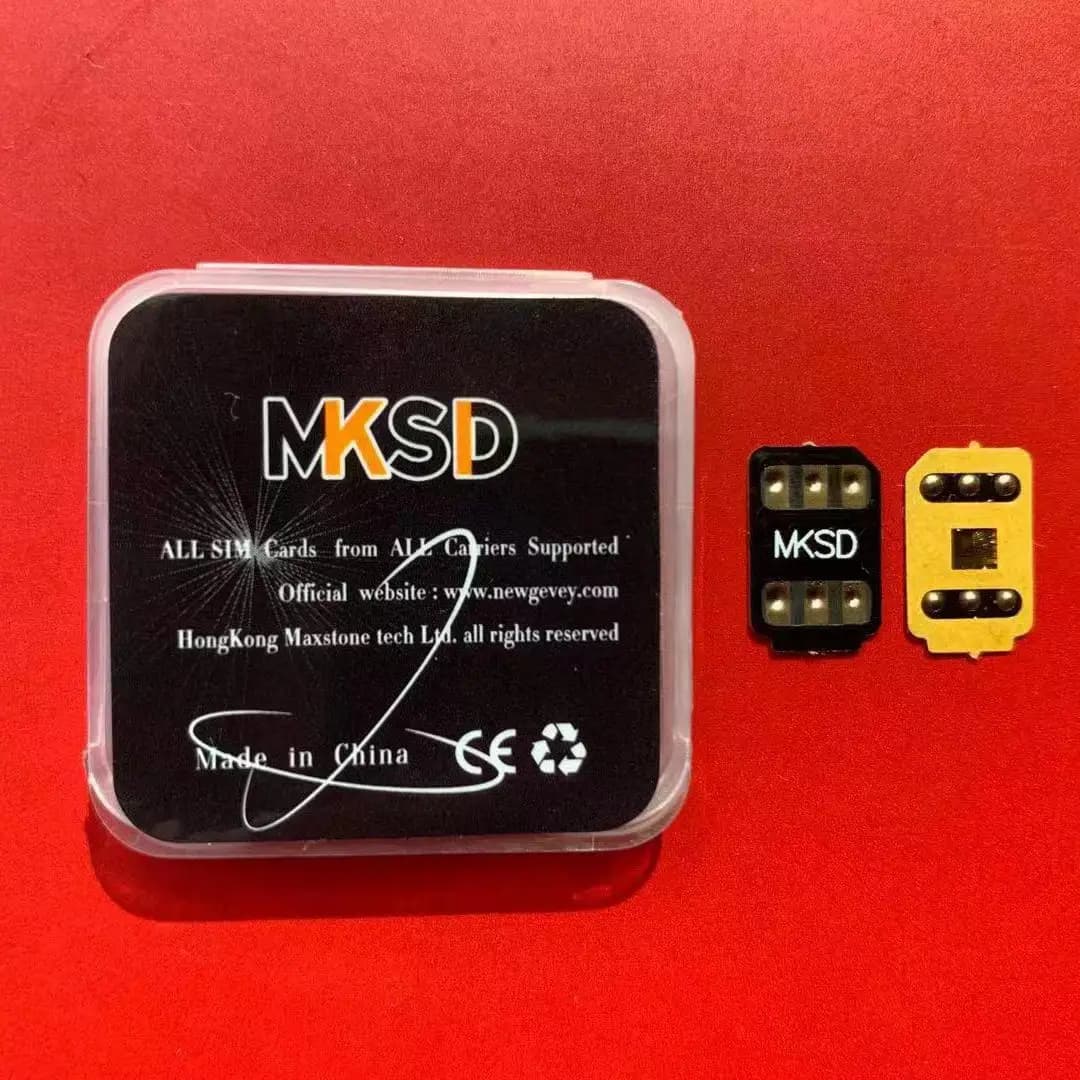 MKSD
ALL SIM Cards from ALL Carriers Supported
Official website : www.newgevey.com
HongKong Maxstone tech Ltd. all rights reserved
Made in China CE
MKSD